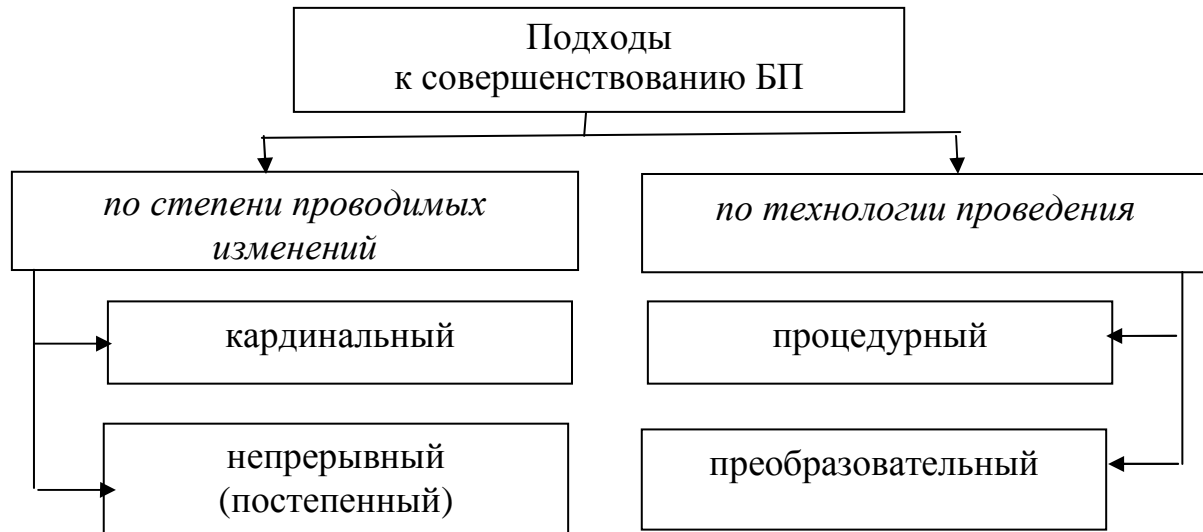 Подходы
к совершенствованию БП
по степени проводимых
изменений
по технологии проведения
кардинальный
процедурный
непрерывный
(постепенный)
преобразовательный